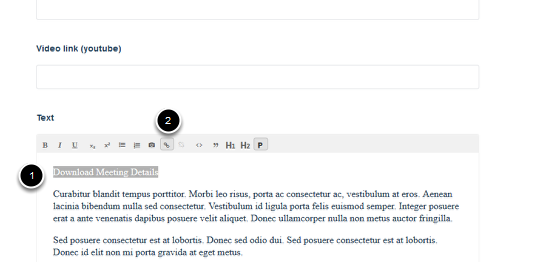 Video link (youtube)
Text
2
B I U x₂ x² <> " H1 H2 P
1
Download Meeting Details
Curabitur blandit tempus porttitor. Morbi leo risus, porta ac consectetur ac, vestibulum at eros. Aenean
lacinia bibendum nulla sed consectetur. Vestibulum id ligula porta felis euismod semper. Integer posuere
erat a ante venenatis dapibus posuere velit aliquet. Donec ullamcorper nulla non metus auctor fringilla.
Sed posuere consectetur est at lobortis. Donec sed odio dui. Sed posuere consectetur est at lobortis.
Donec id elit non mi porta gravida at eget metus.